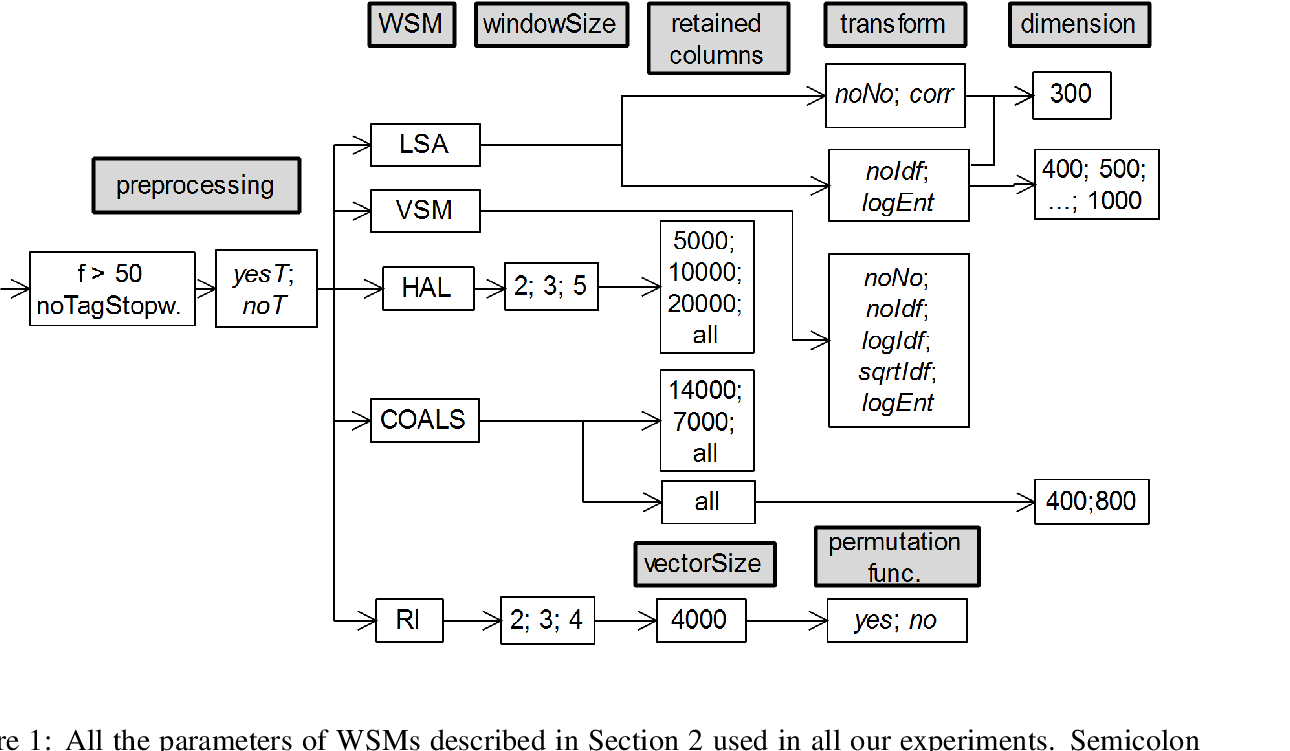 WSM
windowSize
retained
columns
transform
dimension
noNo; corr
300
LSA
preprocessing
noIdf;
logEnt
400; 500;
...; 1000
VSM
f > 50
noTagStopw.
yesT;
noT
HAL
2; 3; 5
5000;
10000;
20000;
all
noNo;
noIdf;
logIdf;
sqrtIdf;
logEnt
COALS
14000;
7000;
all
all
400;800
vectorSize
permutation
func.
RI
2; 3; 4
4000
yes; no
re 1: All the parameters of WSMs described in Section 2 used in all our experiments. Semicolon